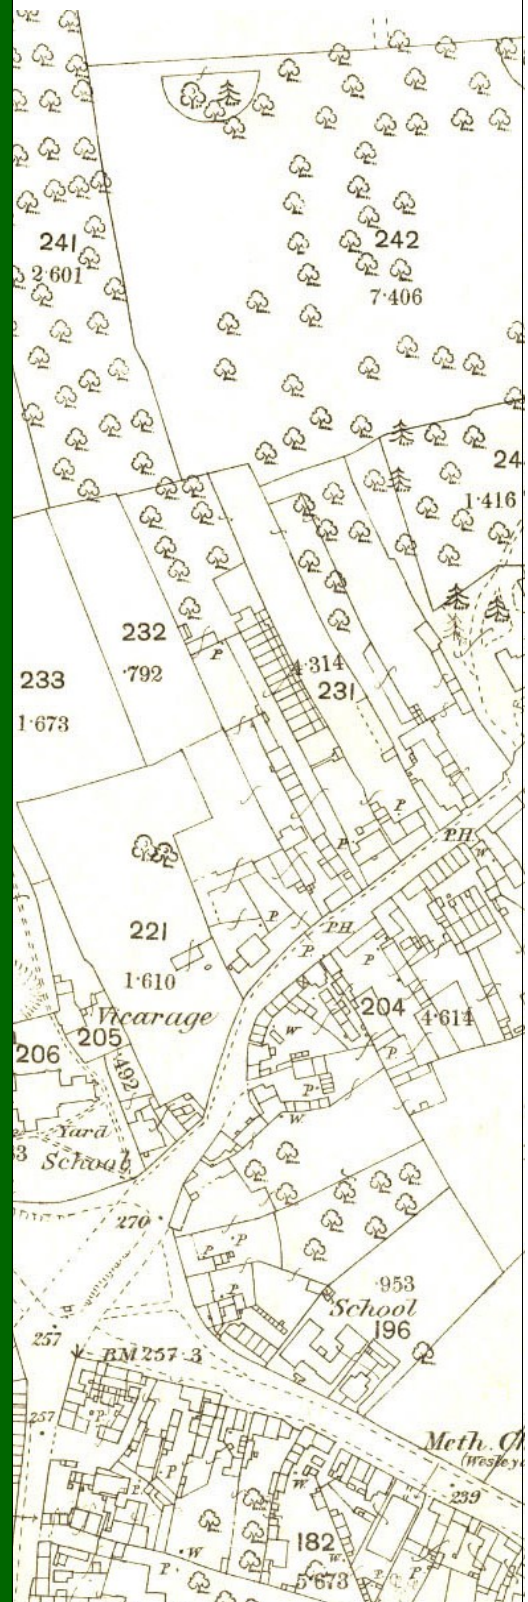 241
2·601
242
7·406
24
1·416
232
·792
P
4·314
231
233
1·673
P
P
P.H.
W
221
1·610
P
P.H.
P
P
Vicarage
204
4·614
205
206
·492
W
P
P
W
Yard
School
270
P
P
P
·953
School
196
257
BM 257·3
257
P
P
P
Meth. Ch
(Wesleya
239
W
182
5·673
W
W
P
P
P